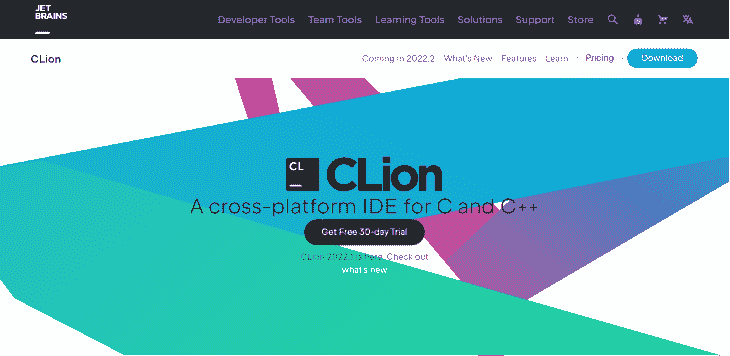 JET
BRAINS
Developer Tools Team Tools Learning Tools Solutions Support Store
CLion
Coming in 2022.2 What's New Features Learn Pricing Download
CL
CLion
A cross-platform IDE for C and C++
Get Free 30-day Trial
CLion 2022.1 is here. Check out
what's new